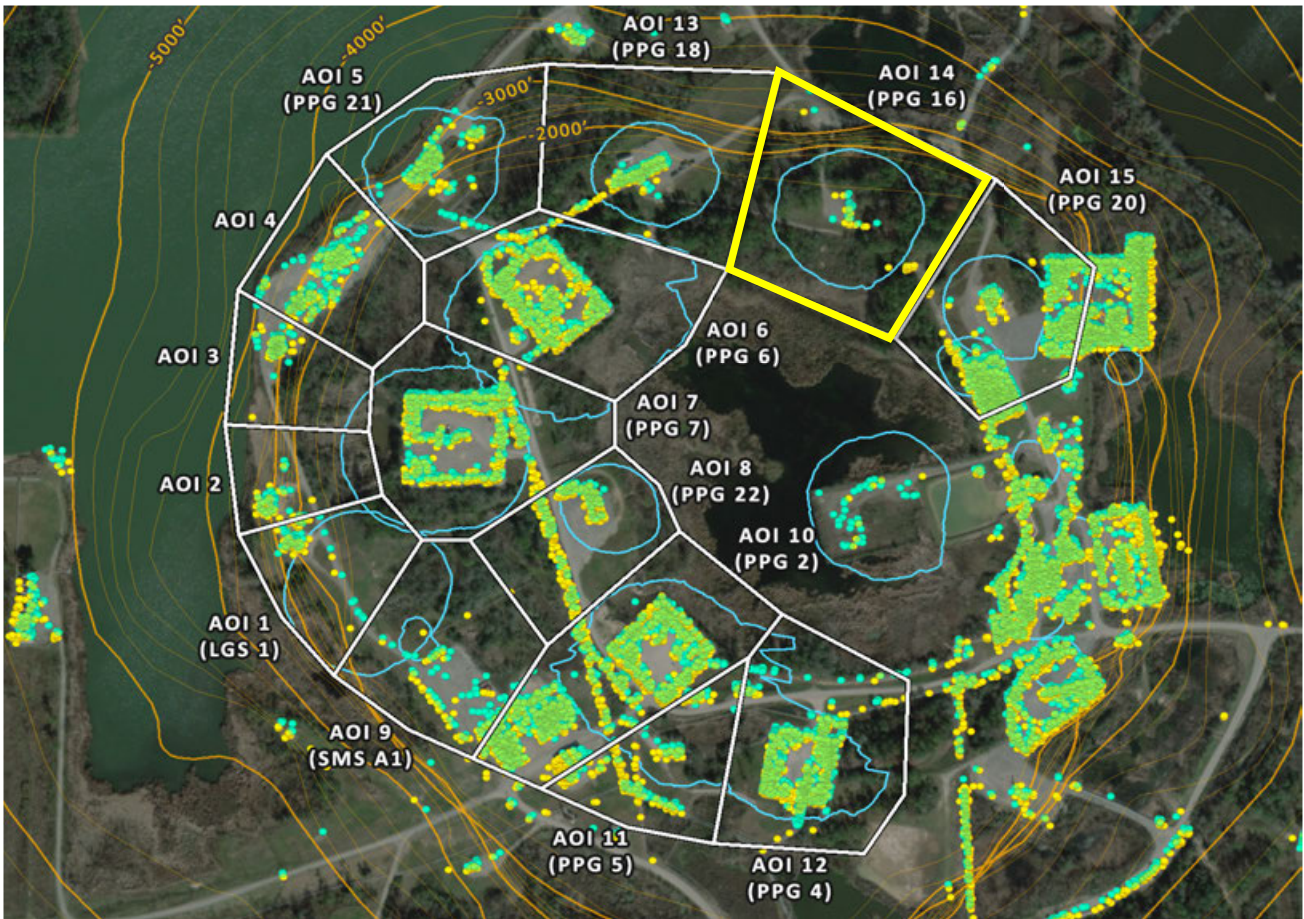 AOI 13
(PPG 18)
-5000'
-4000'
AOI 5
(PPG 21)
-3000'
-2000'
AOI 14
(PPG 16)
AOI 15
(PPG 20)
AOI 4
AOI 3
AOI 6
(PPG 6)
AOI 7
(PPG 7)
AOI 8
(PPG 22)
AOI 2
AOI 10
(PPG 2)
AOI 1
(LGS 1)
AOI 9
(SMS A1)
AOI 11
(PPG 5)
AOI 12
(PPG 4)